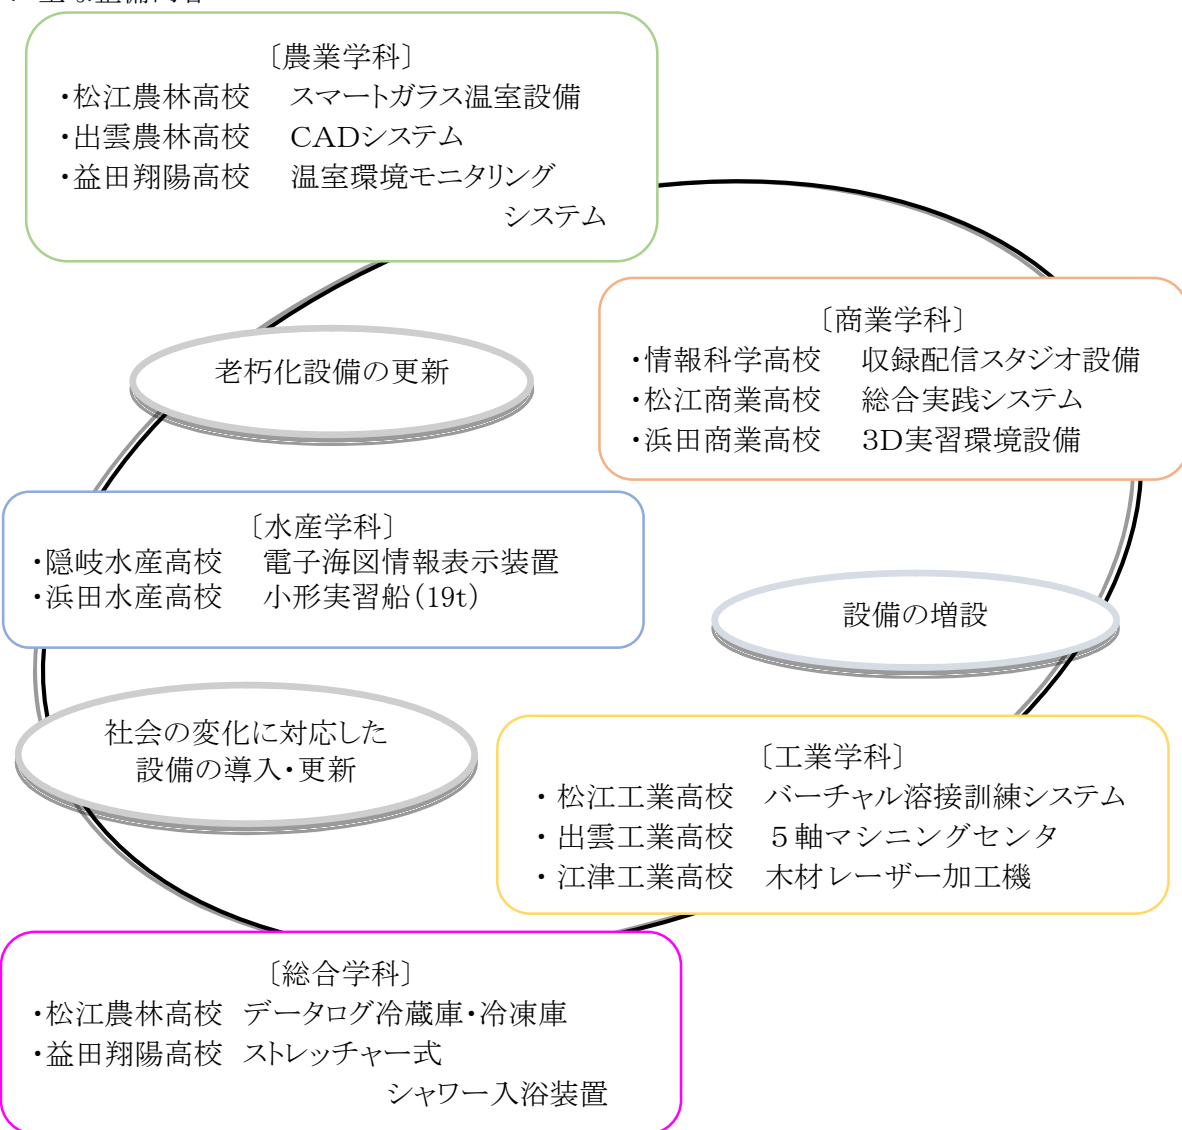 〔農業学科〕
・松江農林高校　スマートガラス温室設備
・出雲農林高校　CADシステム
・益田翔陽高校　温室環境モニタリング
システム
〔商業学科〕
・情報科学高校　収録配信スタジオ設備
・松江商業高校　総合実践システム
・浜田商業高校　3D実習環境設備
老朽化設備の更新
〔水産学科〕
・隠岐水産高校　電子海図情報表示装置
・浜田水産高校　小形実習船(19t)
設備の増設
社会の変化に対応した
設備の導入・更新
〔工業学科〕
・松江工業高校　バーチャル溶接訓練システム
・出雲工業高校　５軸マシニングセンタ
・江津工業高校　木材レーザー加工機
〔総合学科〕
・松江農林高校　データログ冷蔵庫・冷凍庫
・益田翔陽高校　ストレッチャー式
シャワー入浴装置